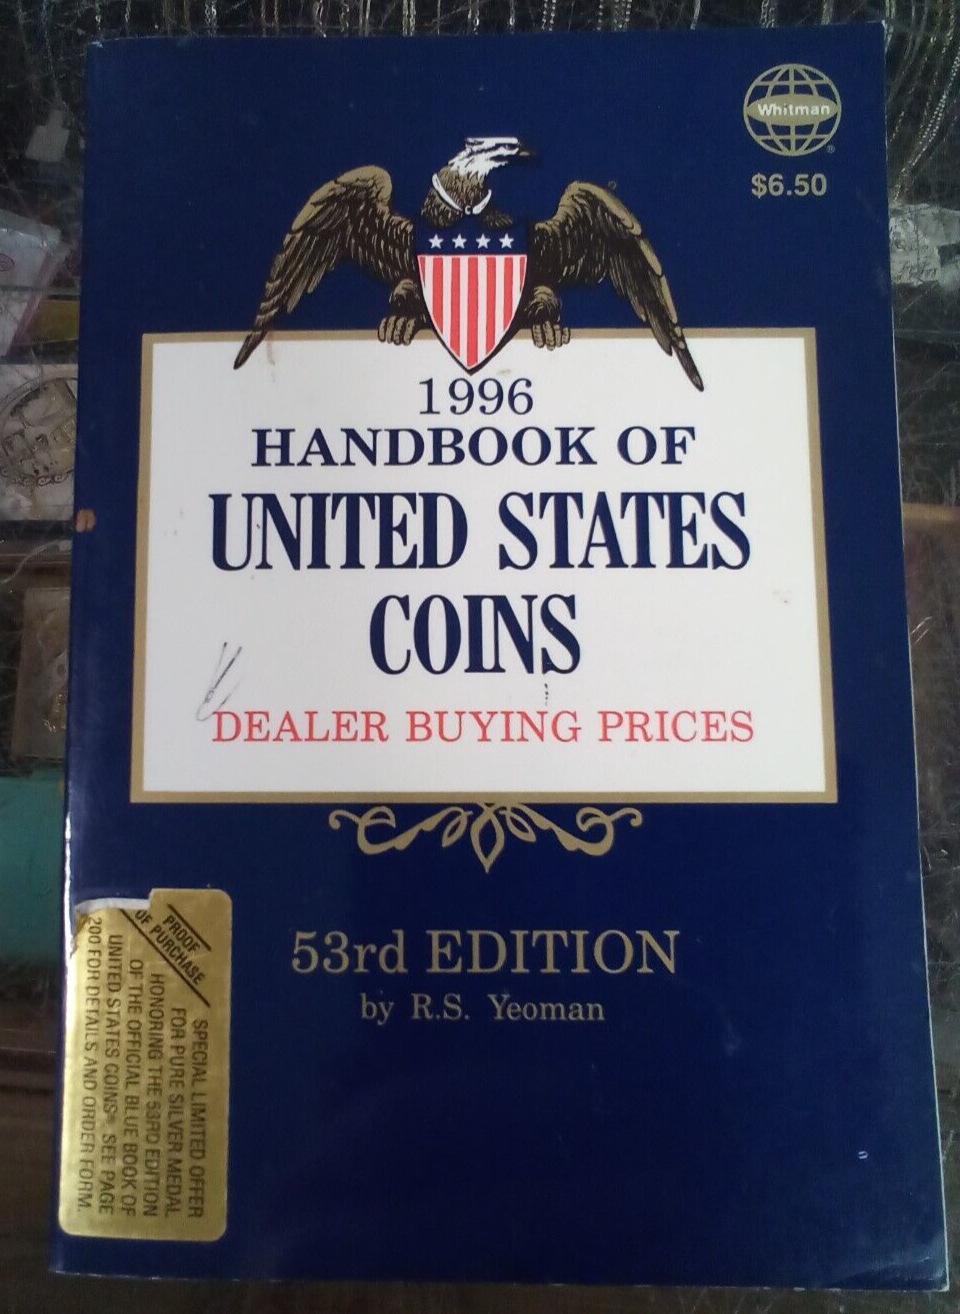 Whitman
®
$6.50
1996
HANDBOOK OF
UNITED STATES
COINS
DEALER BUYING PRICES
53rd EDITION
by R.S. Yeoman
PROOF
OF PURCHASE
SPECIAL LIMITED OFFER
FOR PURE SILVER MEDAL
HONORING THE 53RD EDITION
OF THE OFFICIAL BLUE BOOK OF
UNITED STATES COINS® SEE PAGE
200 FOR DETAILS AND ORDER FORM.